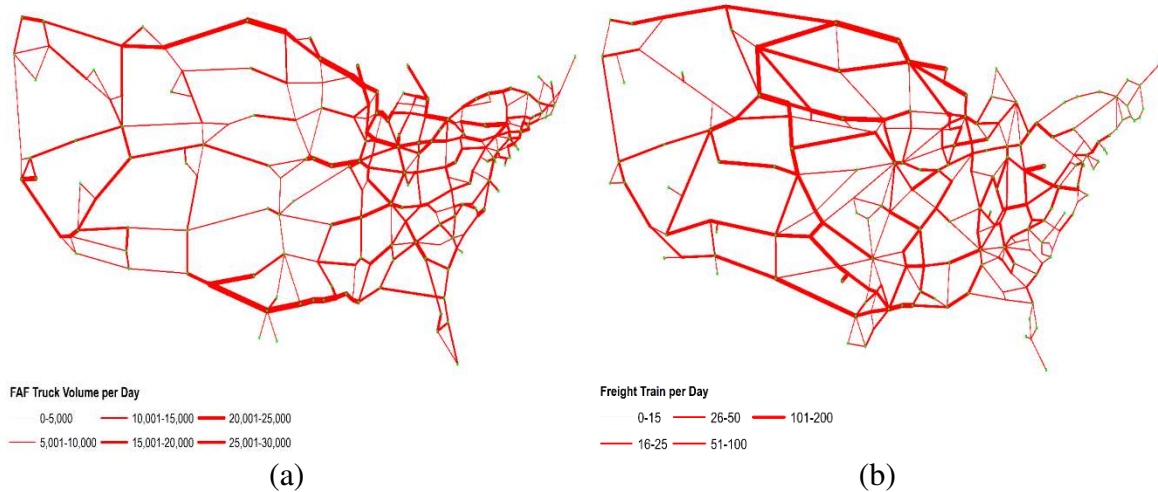 FAF Truck Volume per Day
0-5,000 10,001-15,000 20,001-25,000
5,001-10,000 15,001-20,000 25,001-30,000
(a)
Freight Train per Day
0-15 26-50 101-200
16-25 51-100
(b)